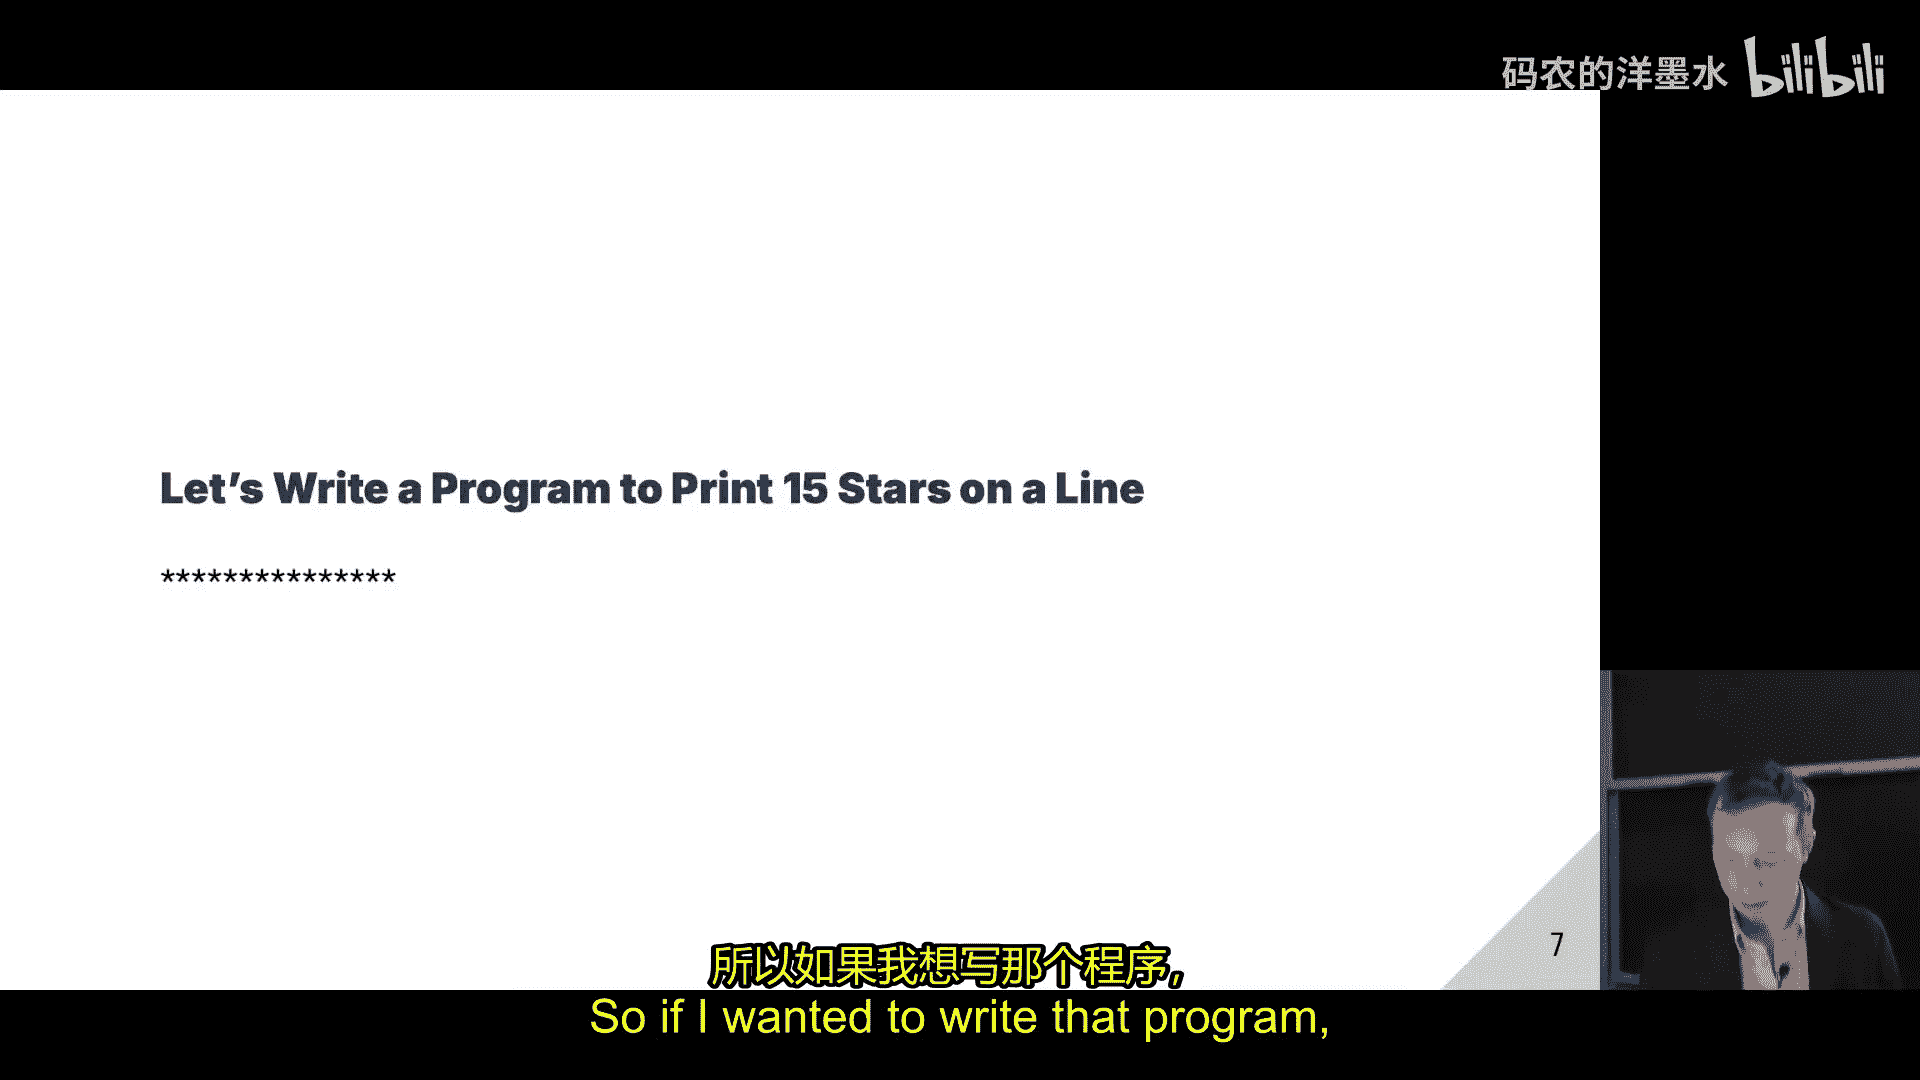 码农的洋墨水 bilibili
Let's Write a Program to Print 15 Stars on a Line
***************
7
所以如果我想写那个程序,
So if I wanted to write that program,